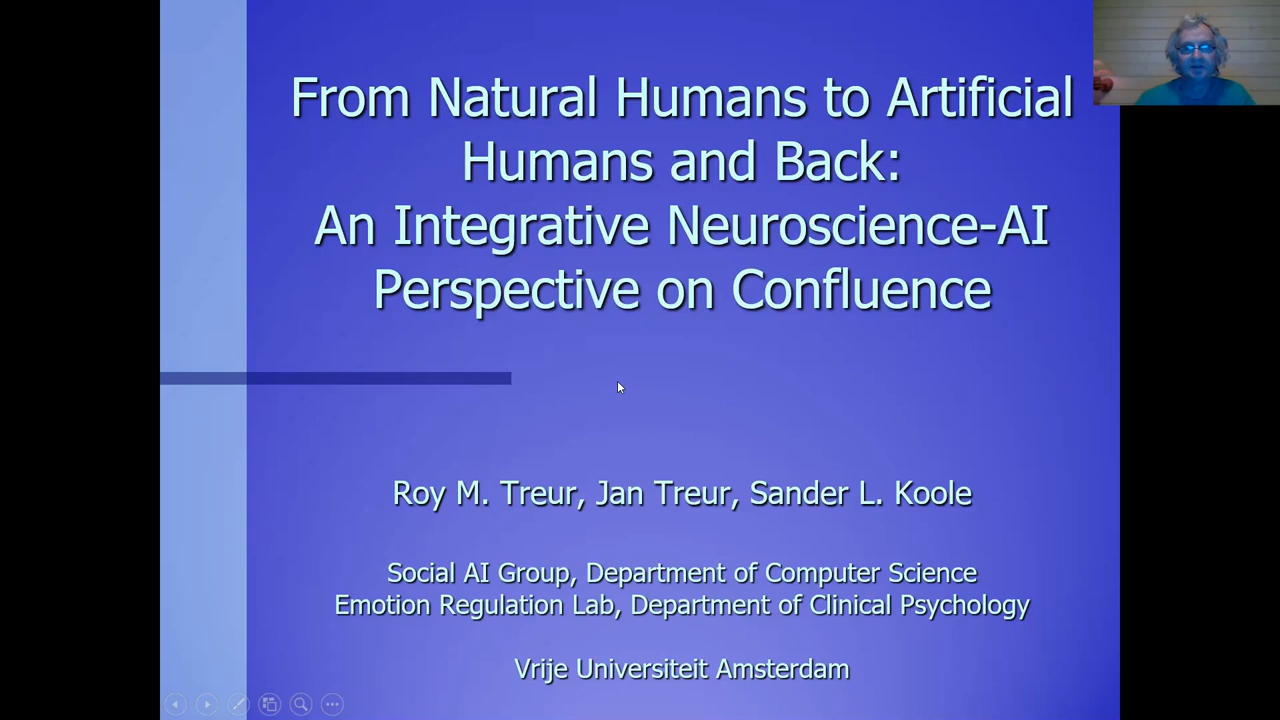 From Natural Humans to Artificial
Humans and Back:
An Integrative Neuroscience-AI
Perspective on Confluence
Roy M. Treur, Jan Treur, Sander L. Koole
Social AI Group, Department of Computer Science
Emotion Regulation Lab, Department of Clinical Psychology
Vrije Universiteit Amsterdam